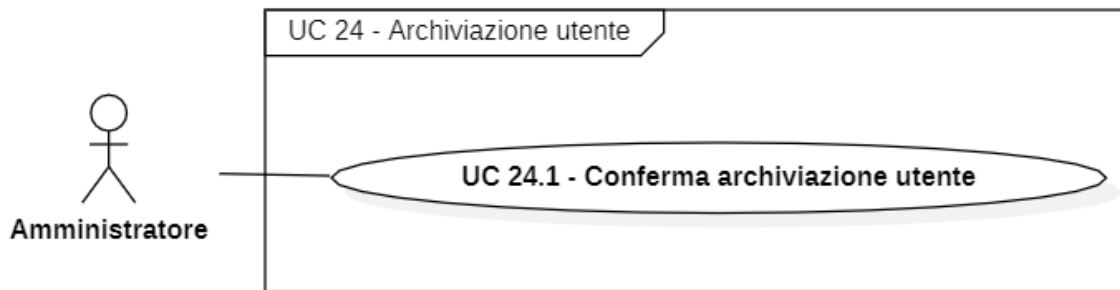 UC 24 - Archiviazione utente
UC 24.1 - Conferma archiviazione utente
Amministratore